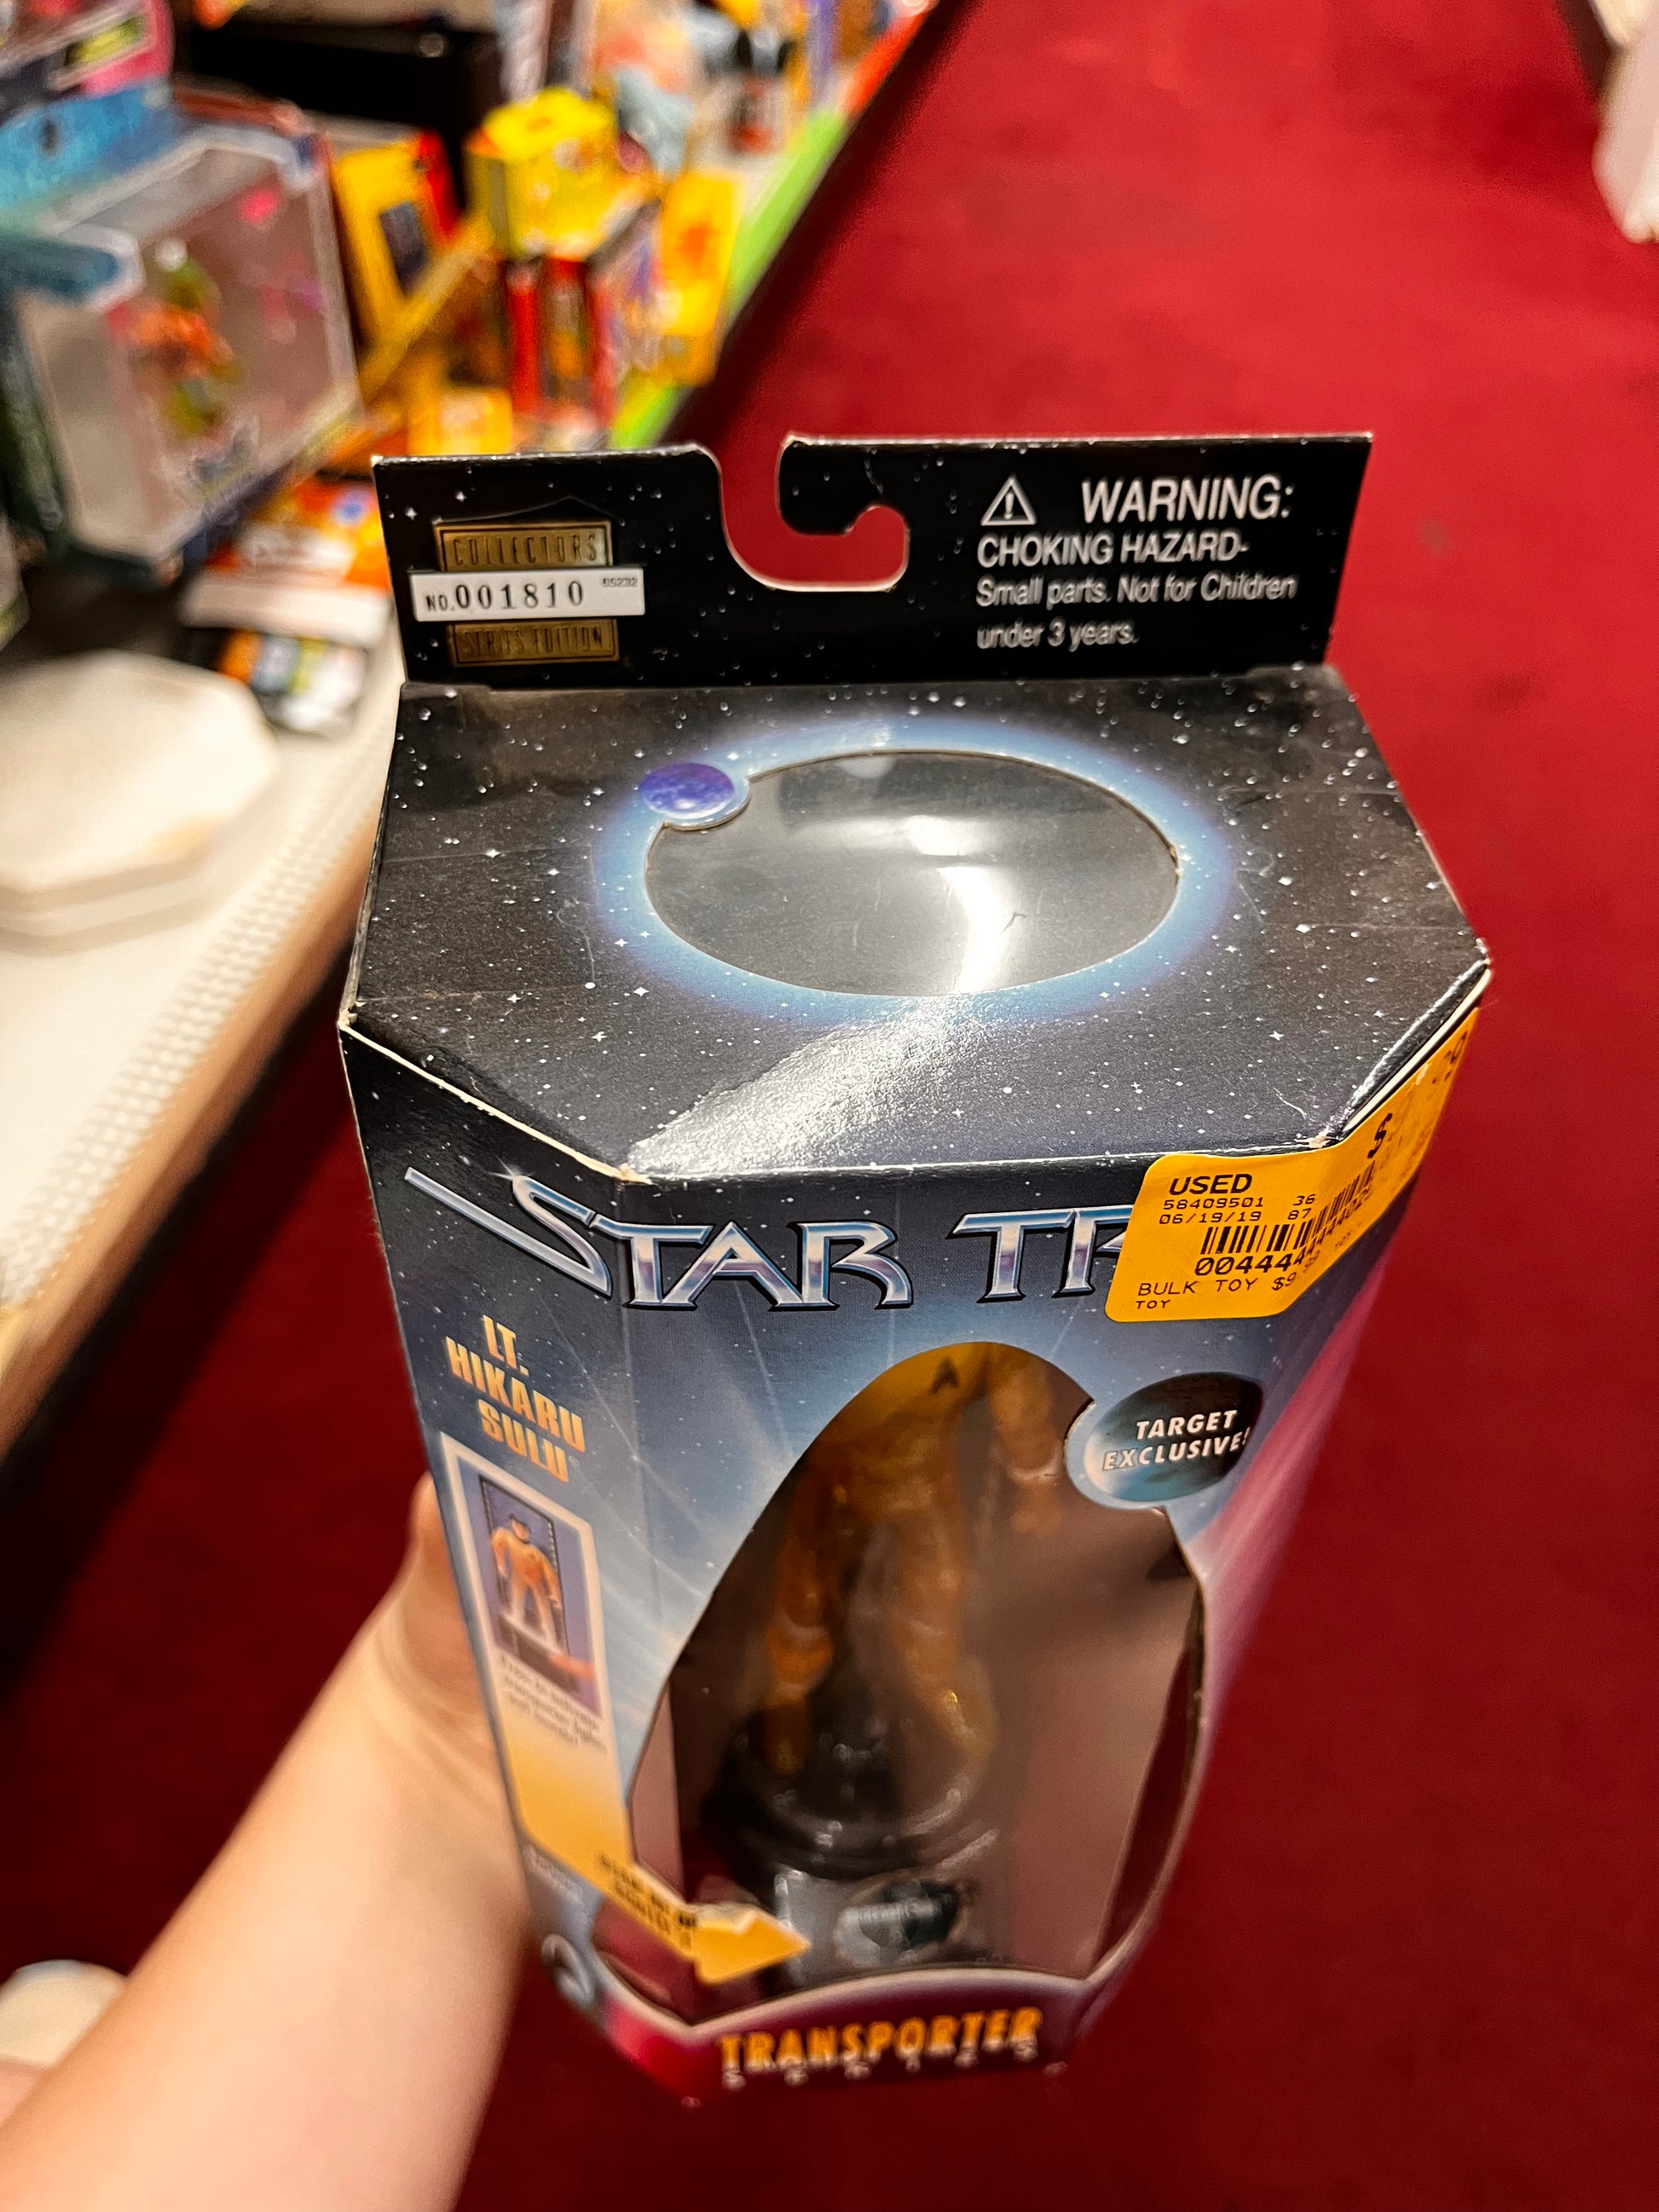 COLLECTORS
NO.001810 65232
SERIES EDITION
WARNING:
CHOKING HAZARD-
Small parts. Not for Children
under 3 years.
STAR
USED
58409501 36
06/19/19 87
BULK TOY $9
TOY
LT.
HIKARU
SULU
TARGET
EXCLUSIVE!
TRANSPORTER
SERIES